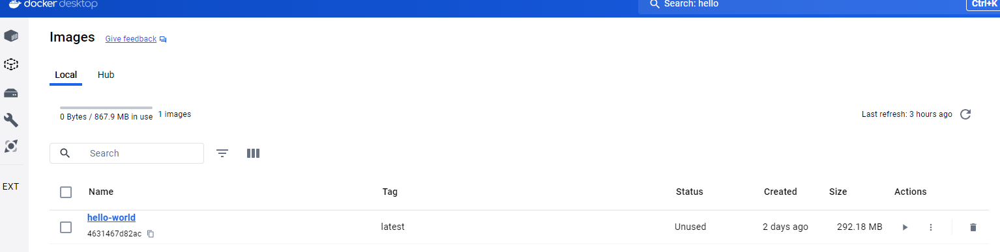 docker desktop
Search: hello
Ctrl+K
Images
Give feedback
Local
Hub
0 Bytes / 867.9 MB in use
1 images
Last refresh: 3 hours ago
Search
EXT
Name Tag Status Created Size Actions
hello-world
4631467d82ac
latest Unused 2 days ago 292.18 MB